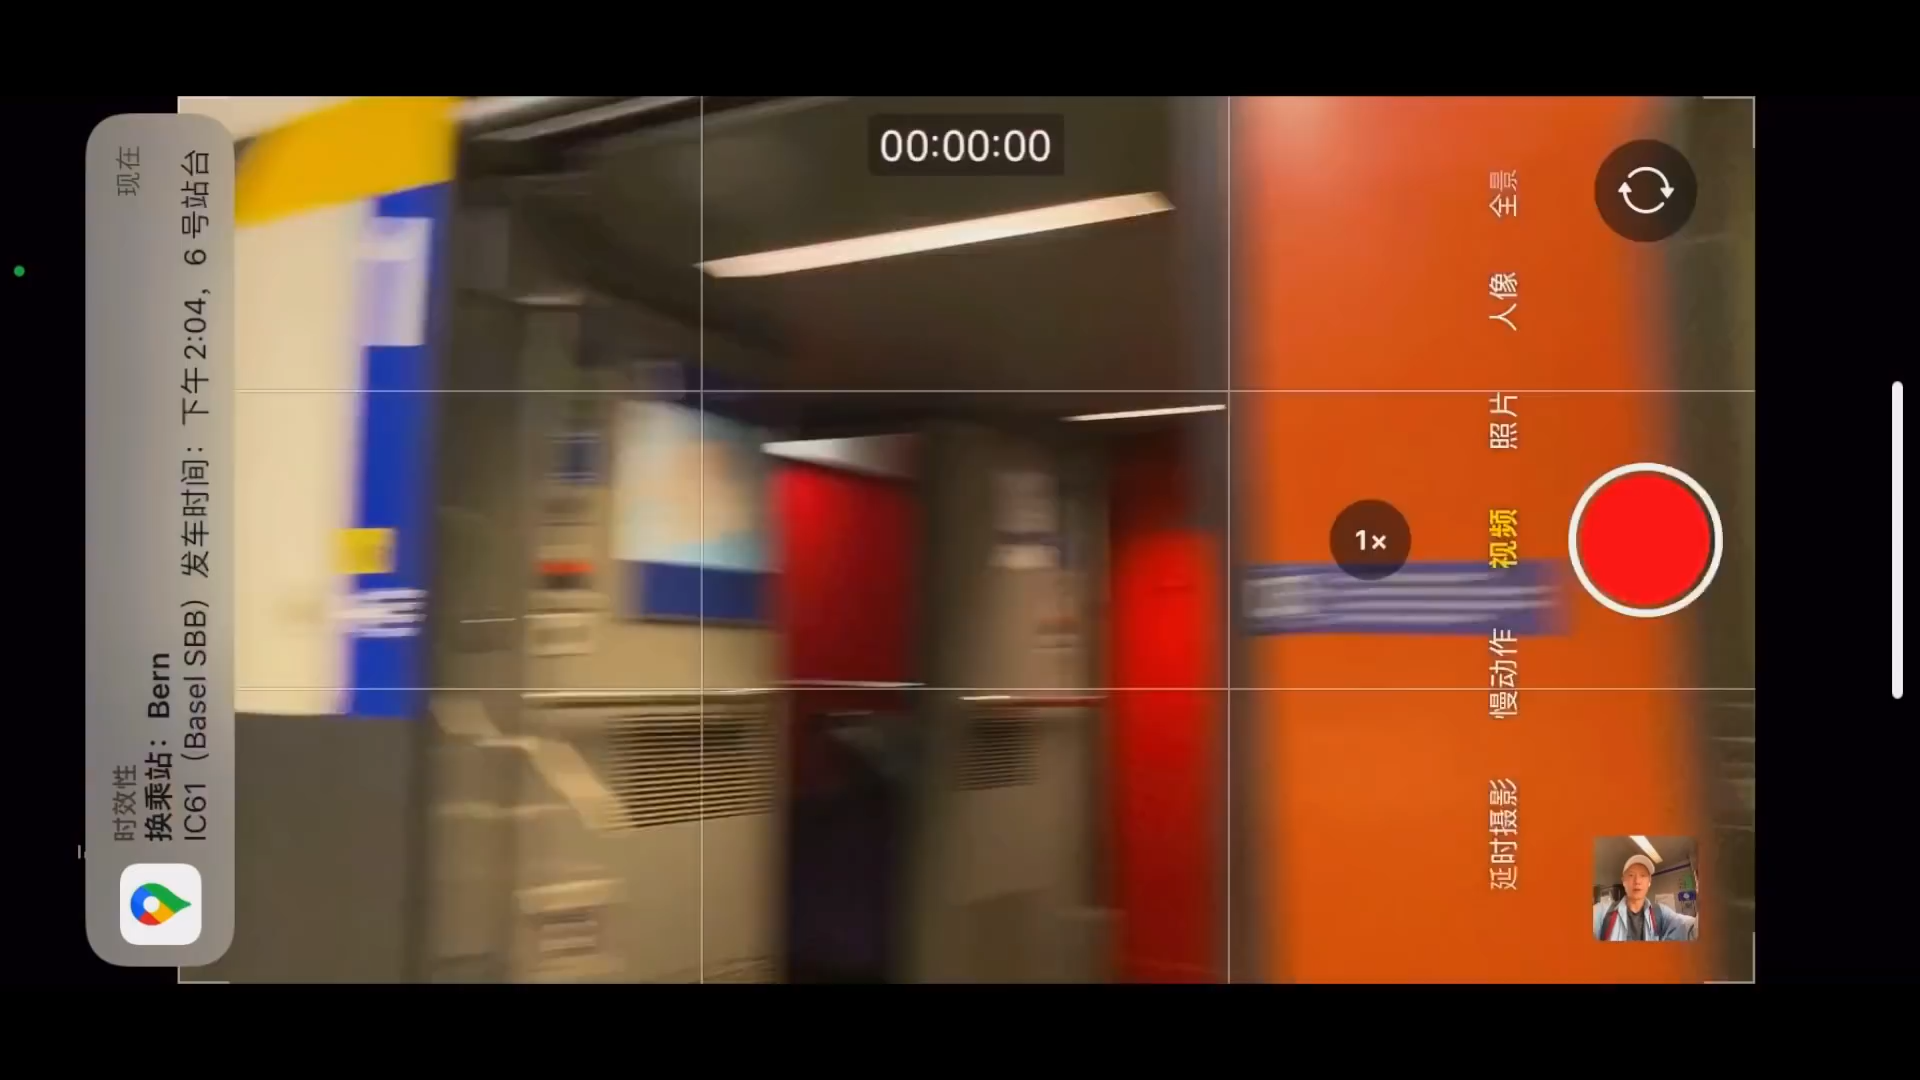 时效性
现在
换乘站：Bern
IC61（Basel SBB）发车时间：下午 2:04，6 号站台
00:00:00
1×
延时摄影
慢动作
视频
照片
人像
全景